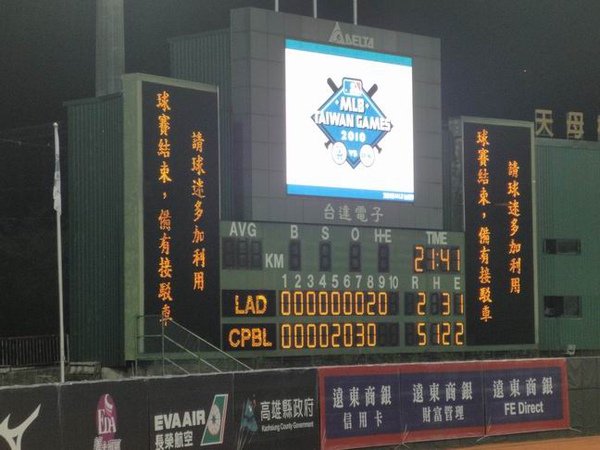 DELTA
MLB
TAIWAN GAMES
2010
VS
台達電子
球賽結束，備有接駁車
請球迷多加利用
AVG B S O H·E TIME
KM 21:41
1 2 3 4 5 6 7 8 9 10 R H E
LAD 000000020 2 3 1
CPBL 00002030 5 12 2
球賽結束，備有接駁車
請球迷多加利用
天母
EDA
EVA AIR
長榮航空
高雄縣政府
Kaohsiung County Government
遠東商銀
信用卡
遠東商銀
財富管理
遠東商銀
FE Direct